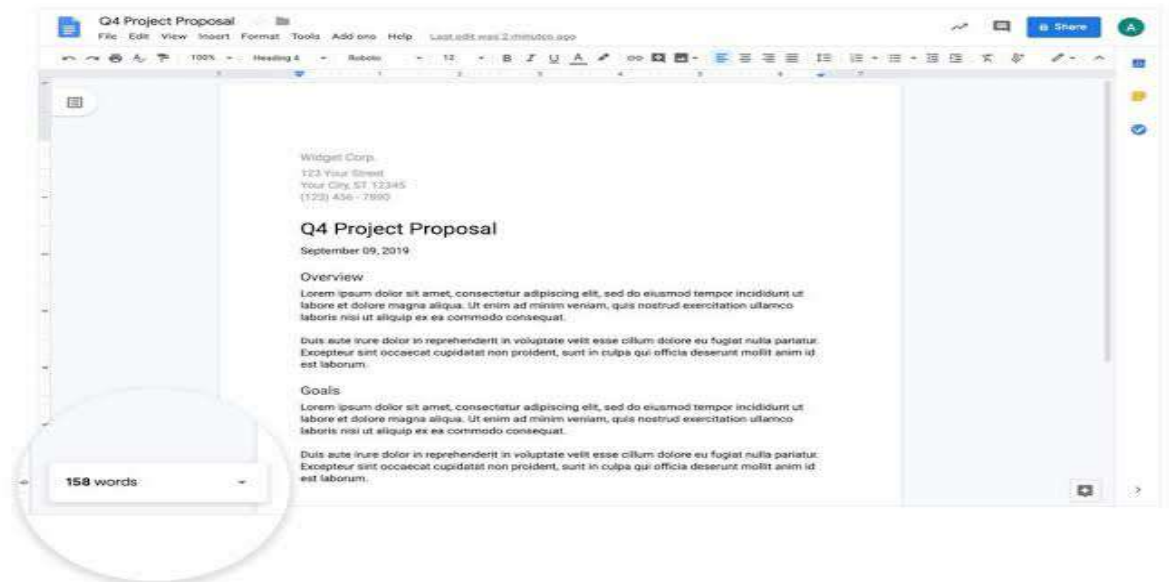 Q4 Project Proposal
File Edit View Insert Format Tools Add-ons Help Last edit was 2 minutes ago
100% Heading 4 Roboto 12 B I U A
1 1 2 3 4 5 6 7
Widget Corp.
123 Your Street
Your City, ST 12345
(123) 456 - 7890
Q4 Project Proposal
September 09, 2019
Overview
Lorem ipsum dolor sit amet, consectetur adipiscing elit, sed do eiusmod tempor incididunt ut
labore et dolore magna aliqua. Ut enim ad minim veniam, quis nostrud exercitation ullamco
laboris nisi ut aliquip ex ea commodo consequat.
Duis aute irure dolor in reprehenderit in voluptate velit esse cillum dolore eu fugiat nulla pariatur.
Excepteur sint occaecat cupidatat non proident, sunt in culpa qui officia deserunt mollit anim id
est laborum.
Goals
Lorem ipsum dolor sit amet, consectetur adipiscing elit, sed do eiusmod tempor incididunt ut
labore et dolore magna aliqua. Ut enim ad minim veniam, quis nostrud exercitation ullamco
laboris nisi ut aliquip ex ea commodo consequat.
Duis aute irure dolor in reprehenderit in voluptate velit esse cillum dolore eu fugiat nulla pariatur.
Excepteur sint occaecat cupidatat non proident, sunt in culpa qui officia deserunt mollit anim id
est laborum.
158 words
Share
A